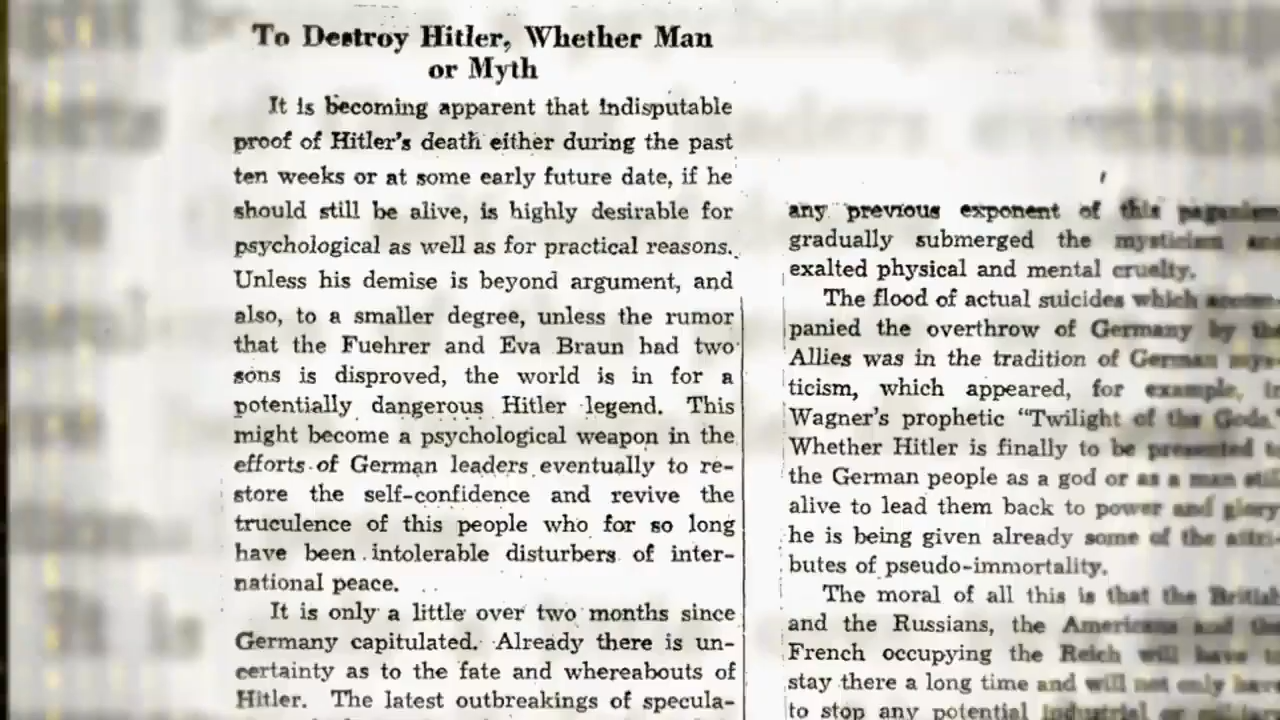 To Destroy Hitler, Whether Man
or Myth
It is becoming apparent that indisputable
proof of Hitler's death either during the past
ten weeks or at some early future date, if he
should still be alive, is highly desirable for
psychological as well as for practical reasons.
Unless his demise is beyond argument, and
also, to a smaller degree, unless the rumor
that the Fuehrer and Eva Braun had two
sons is disproved, the world is in for a
potentially dangerous Hitler legend. This
might become a psychological weapon in the
efforts of German leaders eventually to re-
store the self-confidence and revive the
truculence of this people who for so long
have been intolerable disturbers of inter-
national peace.
It is only a little over two months since
Germany capitulated. Already there is un-
certainty as to the fate and whereabouts of
Hitler. The latest outbreakings of specula-
any previous exponent of this paganism
gradually submerged the mysticism and
exalted physical and mental cruelty.
The flood of actual suicides which accom-
panied the overthrow of Germany by the
Allies was in the tradition of German mys-
ticism, which appeared, for example, in
Wagner's prophetic "Twilight of the Gods."
Whether Hitler is finally to be presented to
the German people as a god or as a man still
alive to lead them back to power and glory
he is being given already some of the attri-
butes of pseudo-immortality.
The moral of all this is that the British
and the Russians, the Americans and the
French occupying the Reich will have to
stay there a long time and will not only have
to stop any potential industrial or